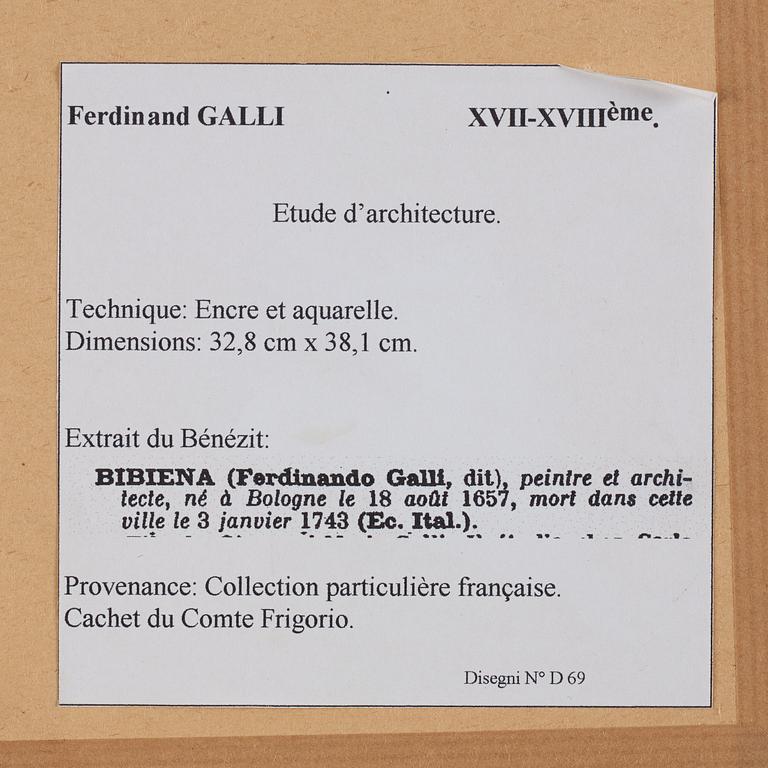 Ferdinand GALLI XVII-XVIIIème.
Etude d'architecture.
Technique: Encre et aquarelle.
Dimensions: 32,8 cm x 38,1 cm.
Extrait du Bénézit:
BIBIENA (Ferdinando Galli, dit), peintre et archi-
tecte, né à Bologne le 18 août 1657, mort dans cette
ville le 3 janvier 1743 (Ec. Ital.).
Provenance: Collection particulière française.
Cachet du Comte Frigorio.
Disegni N° D 69